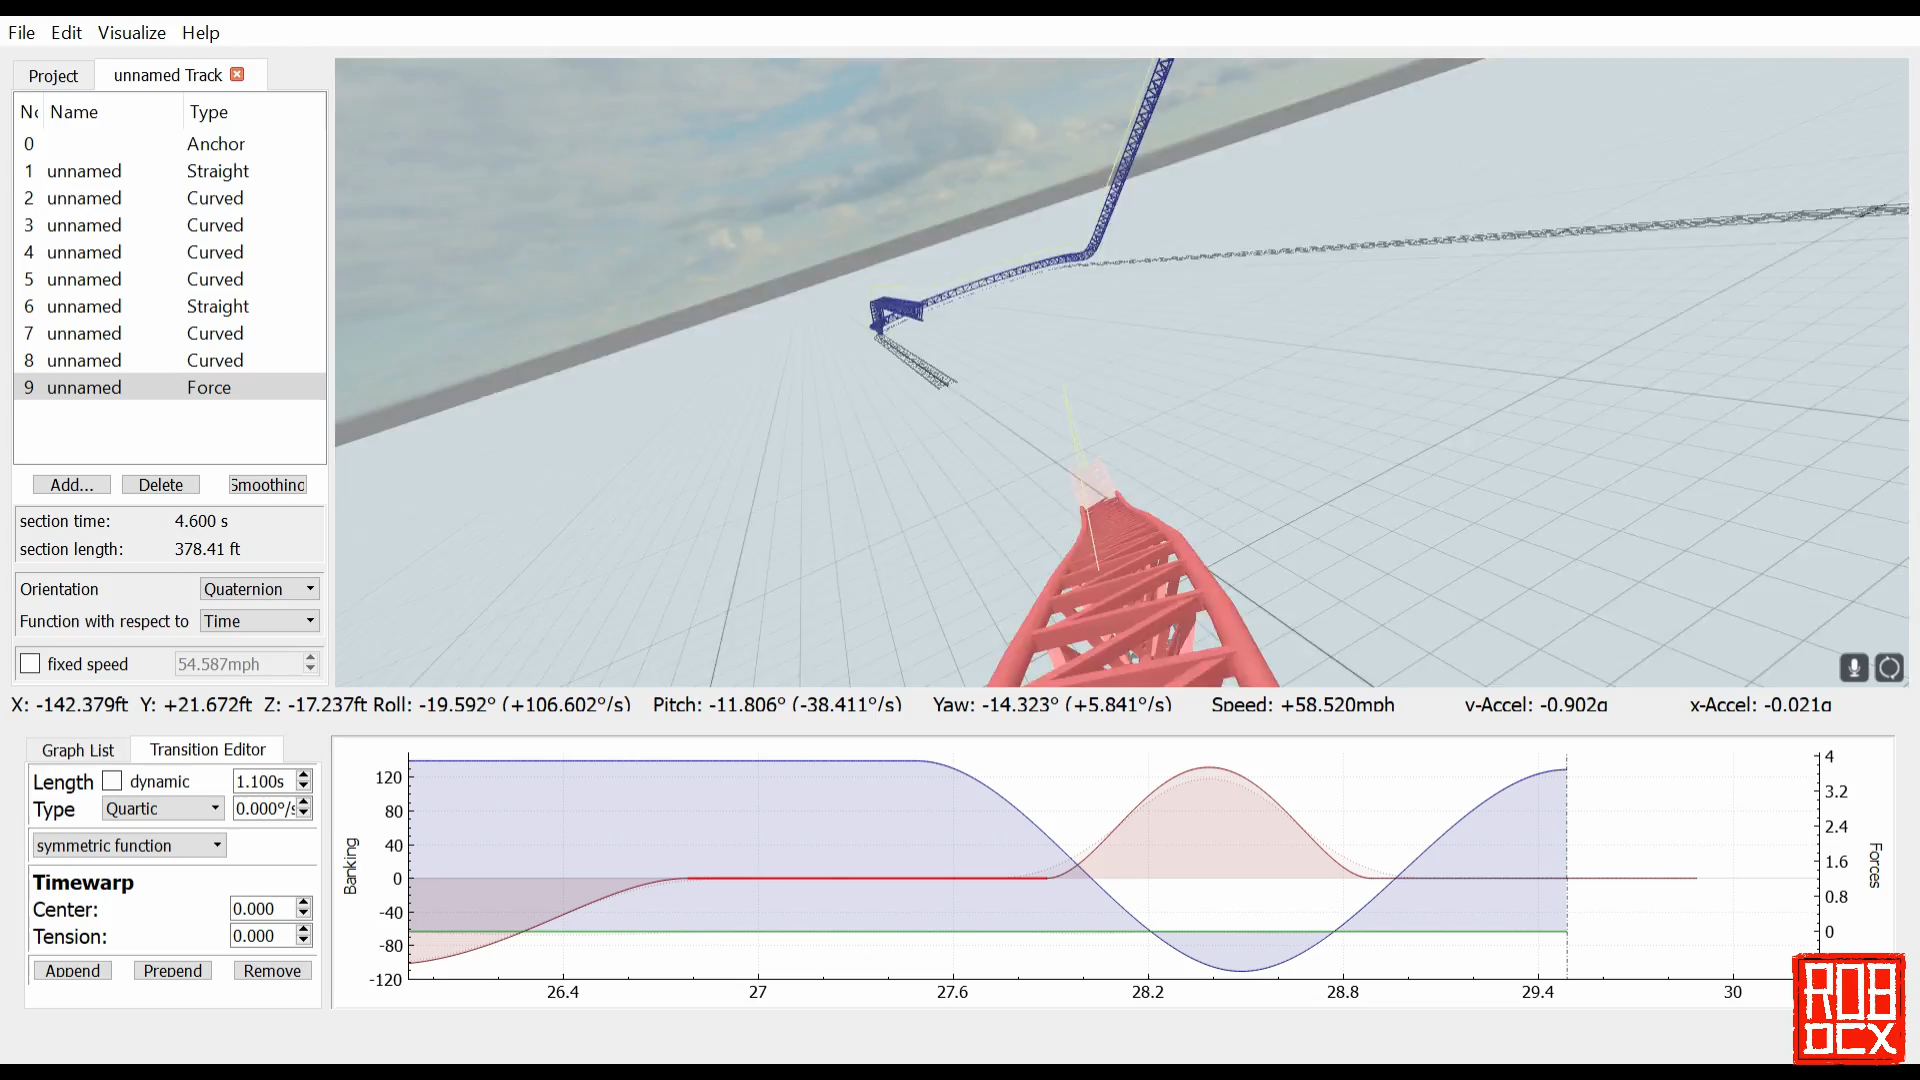 File Edit Visualize Help
Project unnamed Track
Nc Name Type
0 Anchor
1 unnamed Straight
2 unnamed Curved
3 unnamed Curved
4 unnamed Curved
5 unnamed Curved
6 unnamed Straight
7 unnamed Curved
8 unnamed Curved
9 unnamed Force
Add... Delete Smoothing
section time: 4.600 s
section length: 378.41 ft
Orientation Quaternion
Function with respect to Time
fixed speed 54.587mph
X: -142.379ft Y: +21.672ft Z: -17.237ft Roll: -19.592° (+106.602°/s) Pitch: -11.806° (-38.411°/s) Yaw: -14.323° (+5.841°/s) Speed: +58.520mph v-Accel: -0.902g x-Accel: -0.021g
Graph List Transition Editor
Length dynamic 1.100s
Type Quartic 0.000°/s
symmetric function
Timewarp
Center: 0.000
Tension: 0.000
Append Prepend Remove
Banking
120
80
40
0
-40
-80
-120
26.4 27 27.6 28.2 28.8 29.4 30
4
3.2
2.4
1.6
0.8
0
Forces
ROB
DCX